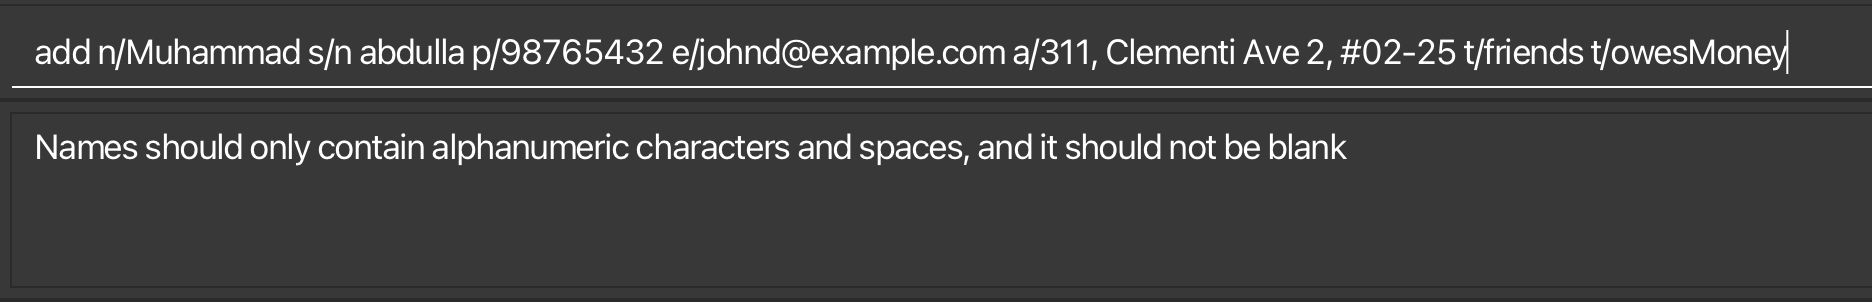 add n/Muhammad s/n abdulla p/98765432 e/johnd@example.com a/311, Clementi Ave 2, #02-25 t/friends t/owesMoney
Names should only contain alphanumeric characters and spaces, and it should not be blank